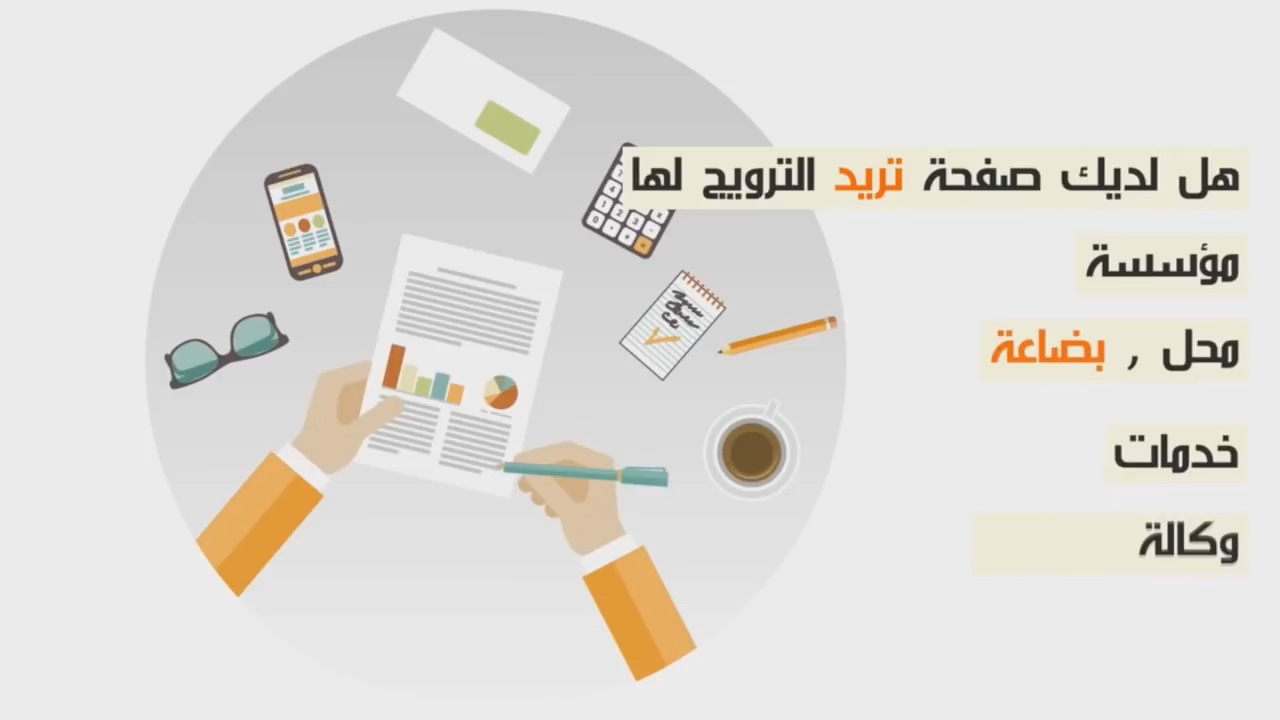 هل لديك صفحة تريد الترويج لها
مؤسسة
محل , بضاعة
خدمات
وكالة